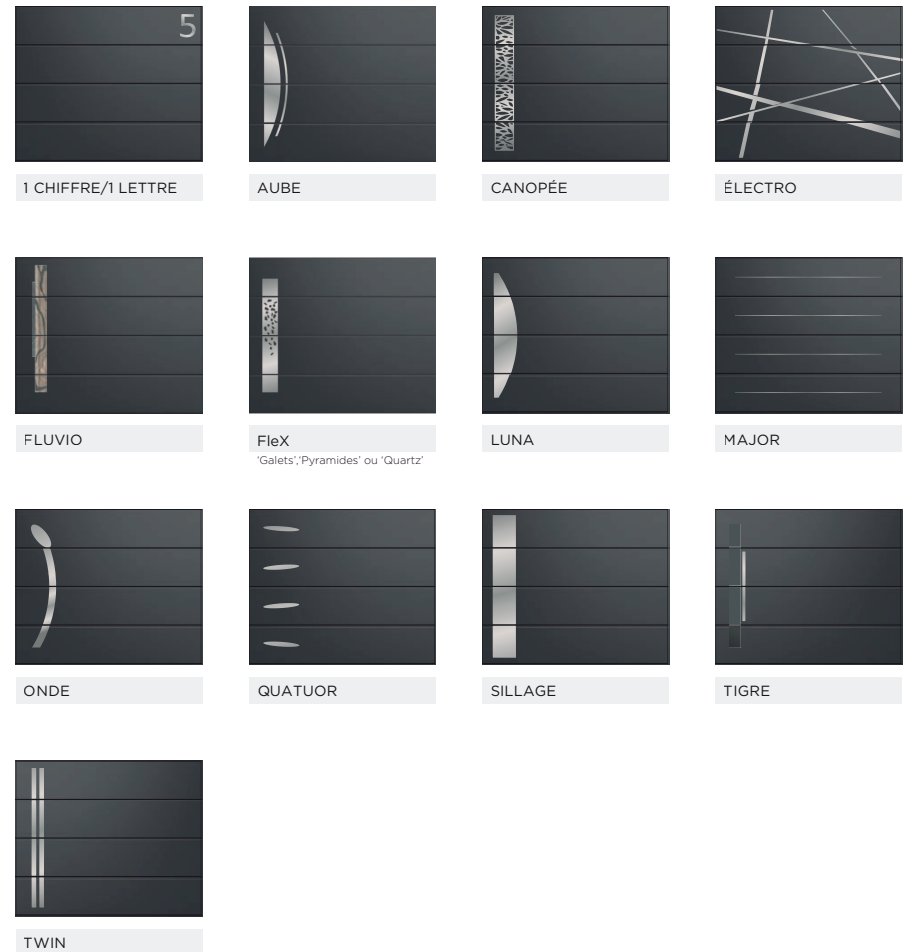 5
1 CHIFFRE/1 LETTRE
AUBE
CANOPÉE
ÉLECTRO
FLUVIO
FleX
'Galets','Pyramides' ou 'Quartz'
LUNA
MAJOR
ONDE
QUATUOR
SILLAGE
TIGRE
TWIN